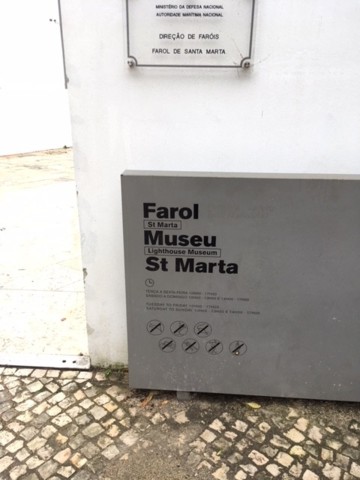 MINISTÉRIO DA DEFESA NACIONAL
AUTORIDADE MARÍTIMA NACIONAL
DIREÇÃO DE FARÓIS
FAROL DE SANTA MARTA
Farol
St Marta
Museu
Lighthouse Museum
St Marta